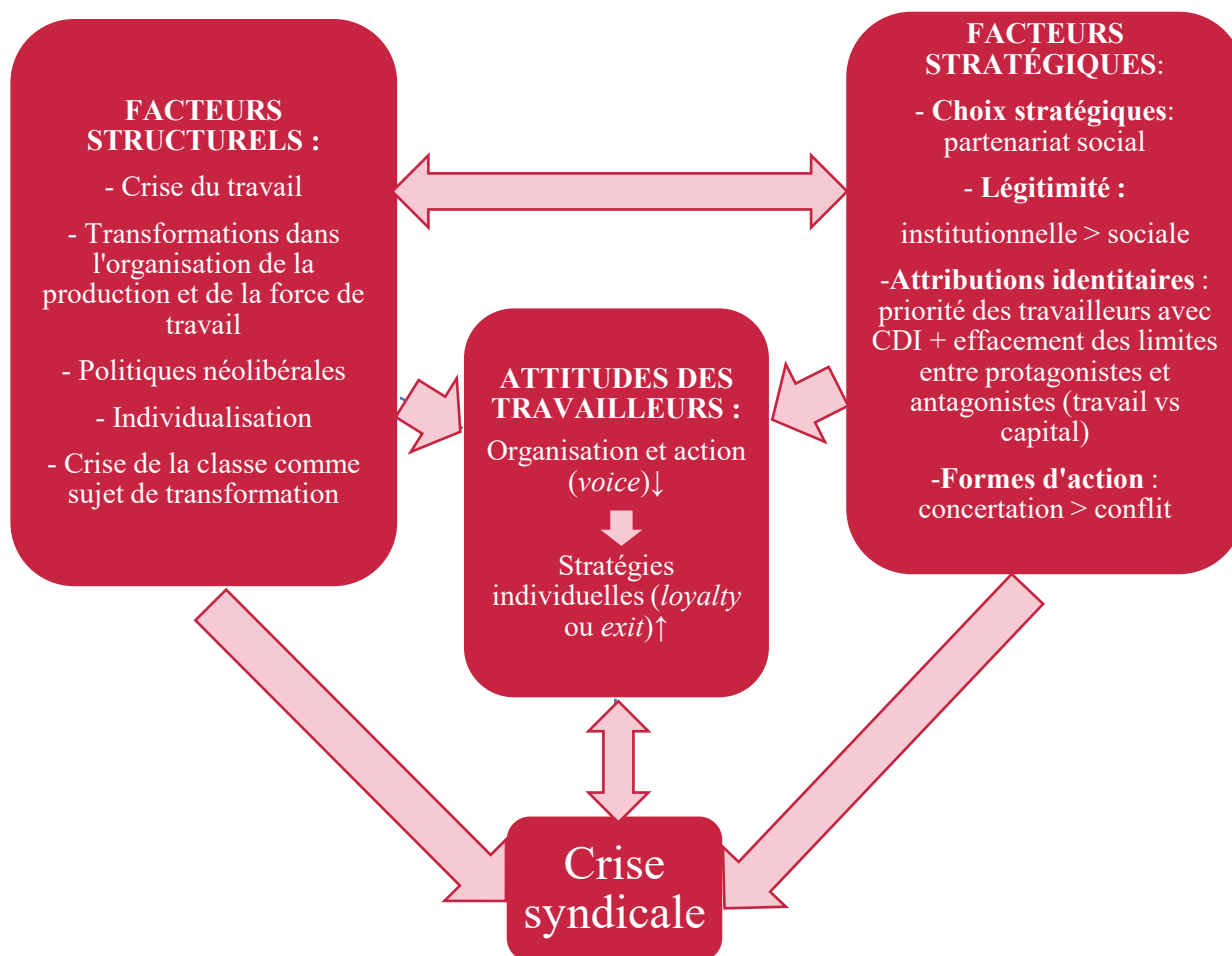 FACTEURS
STRUCTURELS :
- Crise du travail
- Transformations dans
l'organisation de la
production et de la force de
travail
- Politiques néolibérales
- Individualisation
- Crise de la classe comme
sujet de transformation
FACTEURS
STRATÉGIQUES:
- Choix stratégiques:
partenariat social
- Légitimité :
institutionnelle > sociale
-Attributions identitaires :
priorité des travailleurs avec
CDI + effacement des limites
entre protagonistes et
antagonistes (travail vs
capital)
-Formes d'action :
concertation > conflit
ATTITUDES DES
TRAVAILLEURS :
Organisation et action
(voice)↓
Stratégies
individuelles (loyalty
ou exit)↑
Crise
syndicale